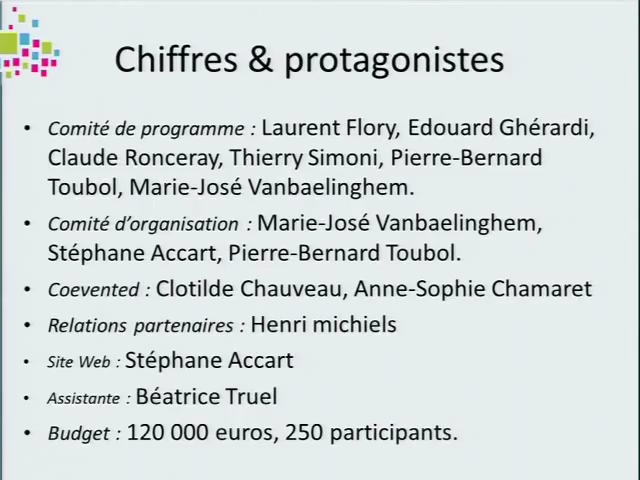 Chiffres & protagonistes
• Comité de programme : Laurent Flory, Edouard Ghérardi,
Claude Ronceray, Thierry Simoni, Pierre-Bernard
Toubol, Marie-José Vanbaelinghem.
• Comité d'organisation : Marie-José Vanbaelinghem,
Stéphane Accart, Pierre-Bernard Toubol.
• Coevented : Clotilde Chauveau, Anne-Sophie Chamaret
• Relations partenaires : Henri michiels
• Site Web : Stéphane Accart
• Assistante : Béatrice Truel
• Budget : 120 000 euros, 250 participants.